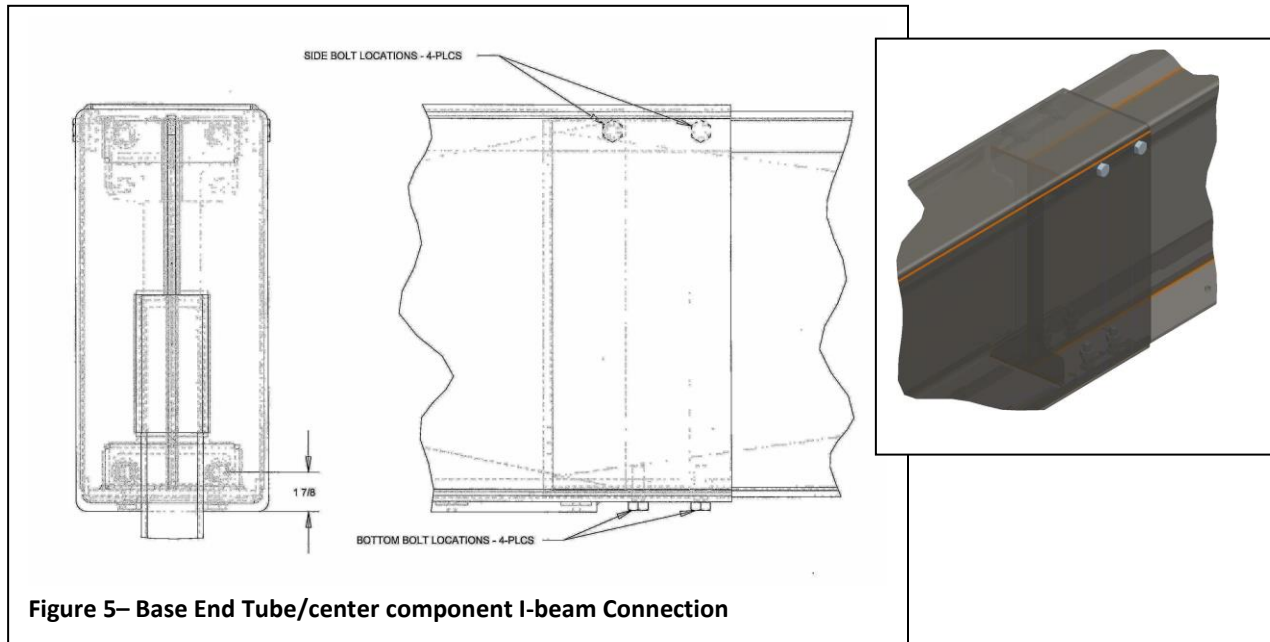 SIDE BOLT LOCATIONS - 4-PLCS
1 7/8
BOTTOM BOLT LOCATIONS - 4-PLCS
Figure 5– Base End Tube/center component I-beam Connection